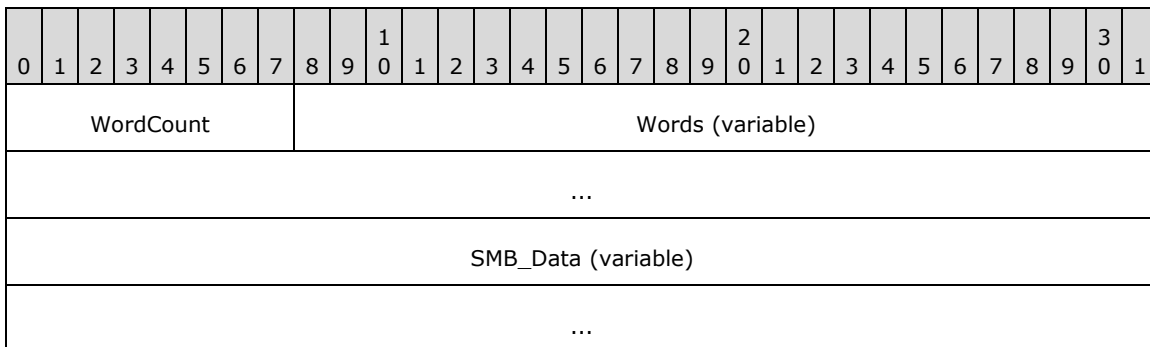 1 2 3
0 1 2 3 4 5 6 7 8 9 0 1 2 3 4 5 6 7 8 9 0 1 2 3 4 5 6 7 8 9 0 1
WordCount Words (variable)
...
SMB_Data (variable)
...